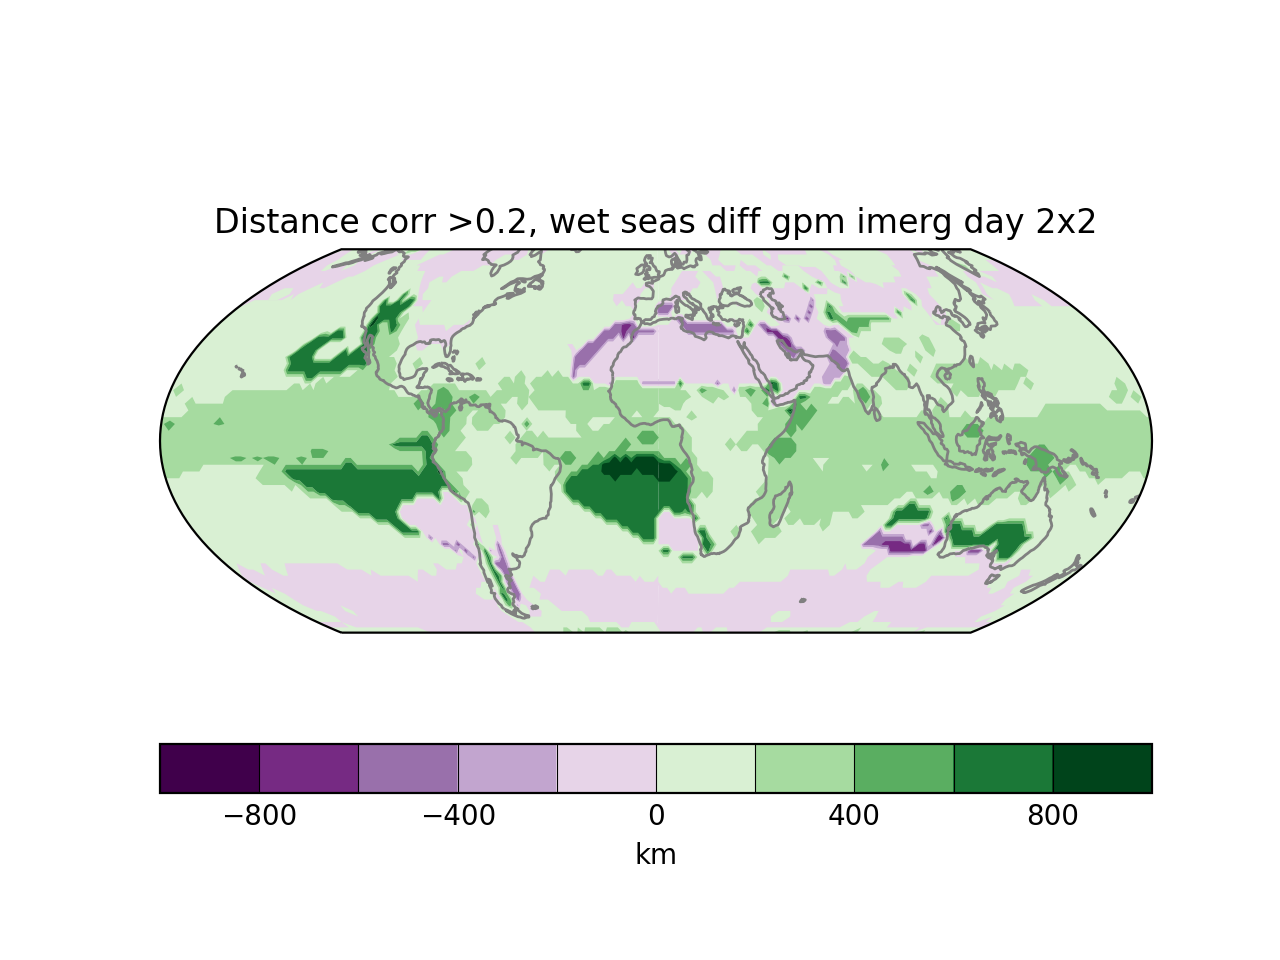 Distance corr >0.2, wet seas diff gpm imerg day 2x2
−800 −400 0 400 800
km